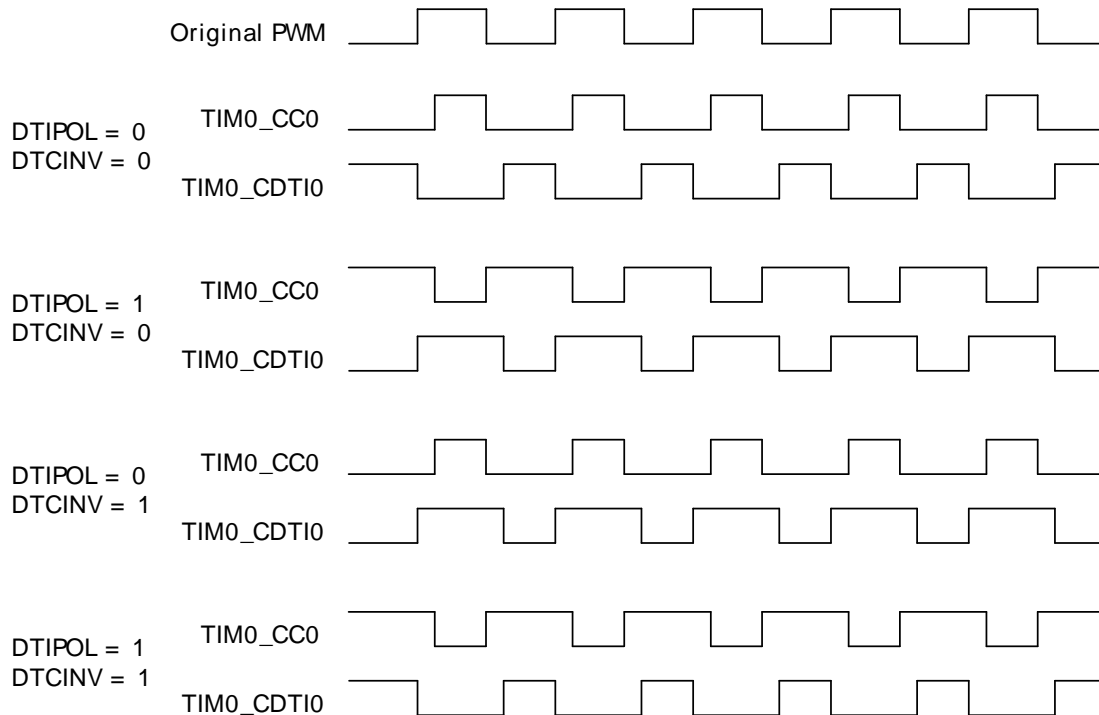 Original PWM
TIM0_CC0
DTIPOL = 0
DTCINV = 0
TIM0_CDTI0
TIM0_CC0
DTIPOL = 1
DTCINV = 0
TIM0_CDTI0
TIM0_CC0
DTIPOL = 0
DTCINV = 1
TIM0_CDTI0
TIM0_CC0
DTIPOL = 1
DTCINV = 1
TIM0_CDTI0